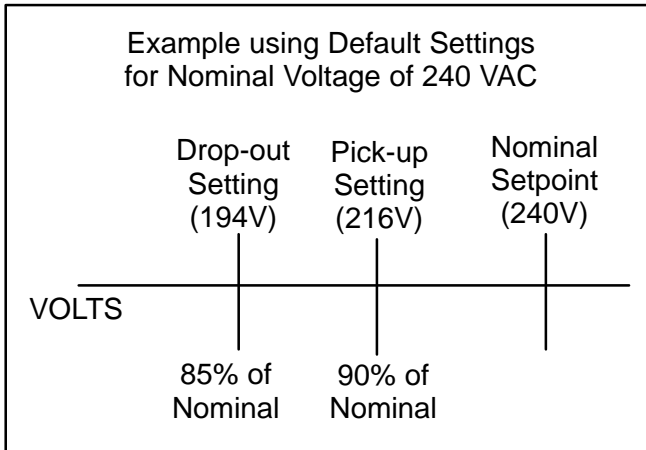 Example using Default Settings
for Nominal Voltage of 240 VAC
Drop-out
Setting
(194V)
Pick-up
Setting
(216V)
Nominal
Setpoint
(240V)
VOLTS
85% of
Nominal
90% of
Nominal